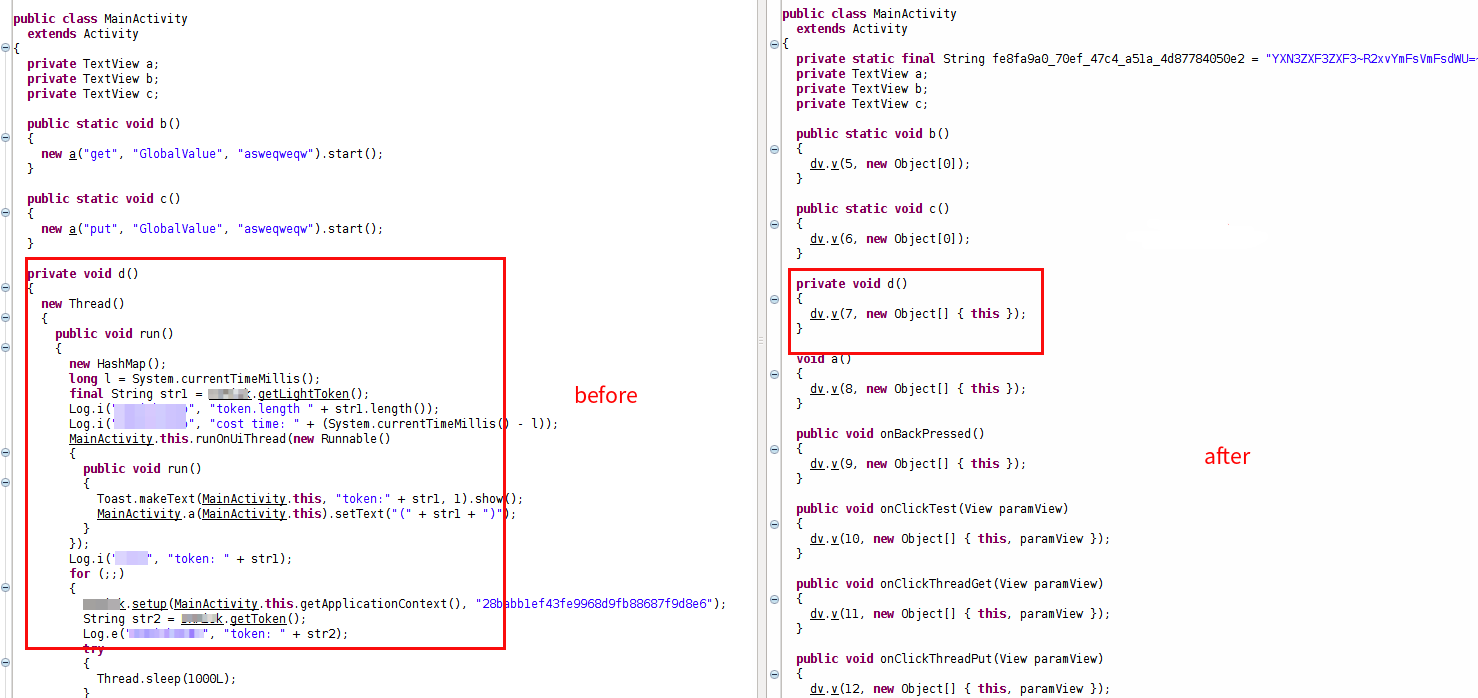 public class MainActivity
extends Activity
{
private TextView a;
private TextView b;
private TextView c;
public static void b()
{
new a("get", "GlobalValue", "asweqweqw").start();
}
public static void c()
{
new a("put", "GlobalValue", "asweqweqw").start();
}
private void d()
{
new Thread()
{
public void run()
{
new HashMap();
long l = System.currentTimeMillis();
final String str1 = k.getLightToken();
Log.i("", "token.length " + str1.length());
Log.i("", "cost time: " + (System.currentTimeMillis() - l));
MainActivity.this.runOnUiThread(new Runnable()
{
public void run()
{
Toast.makeText(MainActivity.this, "token:" + str1, 1).show();
MainActivity.a(MainActivity.this).setText("(" + str1 + ")");
}
});
Log.i("", "token: " + str1);
for (;;)
{
k.setup(MainActivity.this.getApplicationContext(), "28babb1ef43fe9968d9fb88687f9d8e6");
String str2 = k.getToken();
Log.e("", "token: " + str2);
try
{
Thread.sleep(1000L);
}
before
public class MainActivity
extends Activity
{
private static final String fe8fa9a0_70ef_47c4_a51a_4d87784050e2 = "YXN3ZXF3ZXF3~R2xvYmFsVmFsdWU=~
private TextView a;
private TextView b;
private TextView c;
public static void b()
{
dv.v(5, new Object[0]);
}
public static void c()
{
dv.v(6, new Object[0]);
}
private void d()
{
dv.v(7, new Object[] { this });
}
void a()
{
dv.v(8, new Object[] { this });
}
public void onBackPressed()
{
dv.v(9, new Object[] { this });
}
public void onClickTest(View paramView)
{
dv.v(10, new Object[] { this, paramView });
}
public void onClickThreadGet(View paramView)
{
dv.v(11, new Object[] { this, paramView });
}
public void onClickThreadPut(View paramView)
{
dv.v(12, new Object[] { this, paramView });
after